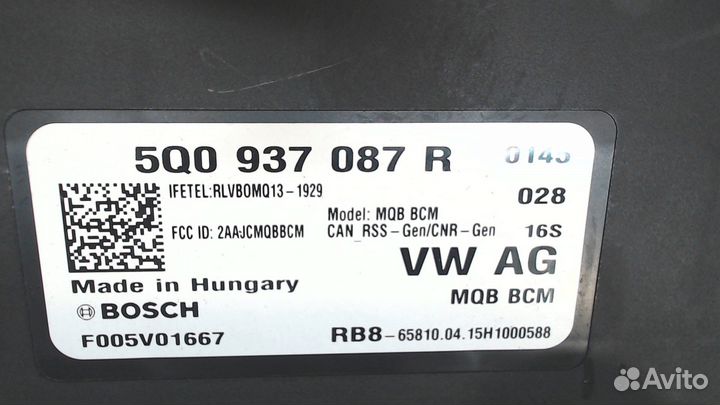 5Q0 937 087 R 0145
IFETEL:RLVBOMQ13-1929 028
FCC ID: 2AAJCMQBBCM Model: MQB BCM
CAN_RSS-Gen/CNR-Gen 16S
VW AG
Made in Hungary MQB BCM
BOSCH
F005V01667 RB8-65810.04.15H1000588
Avito